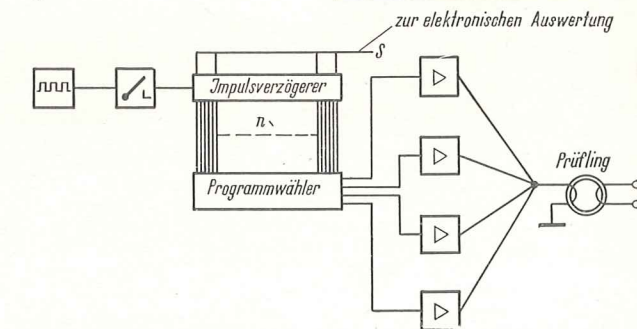 zur elektronischen Auswertung
S
Impulsverzögerer
n
Programmwähler
Prüfling